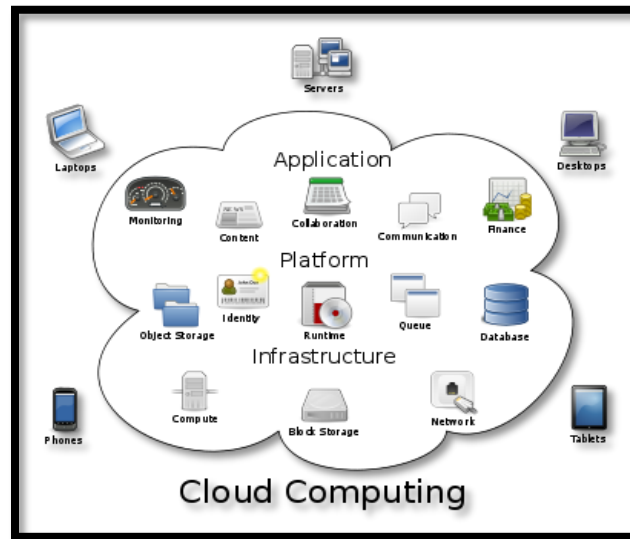 Servers
Laptops
Desktops
Application
Monitoring
Content
Collaboration
Communication
Finance
Platform
Object Storage
Identity
Runtime
Queue
Database
Infrastructure
Compute
Block Storage
Network
Phones
Tablets
Cloud Computing